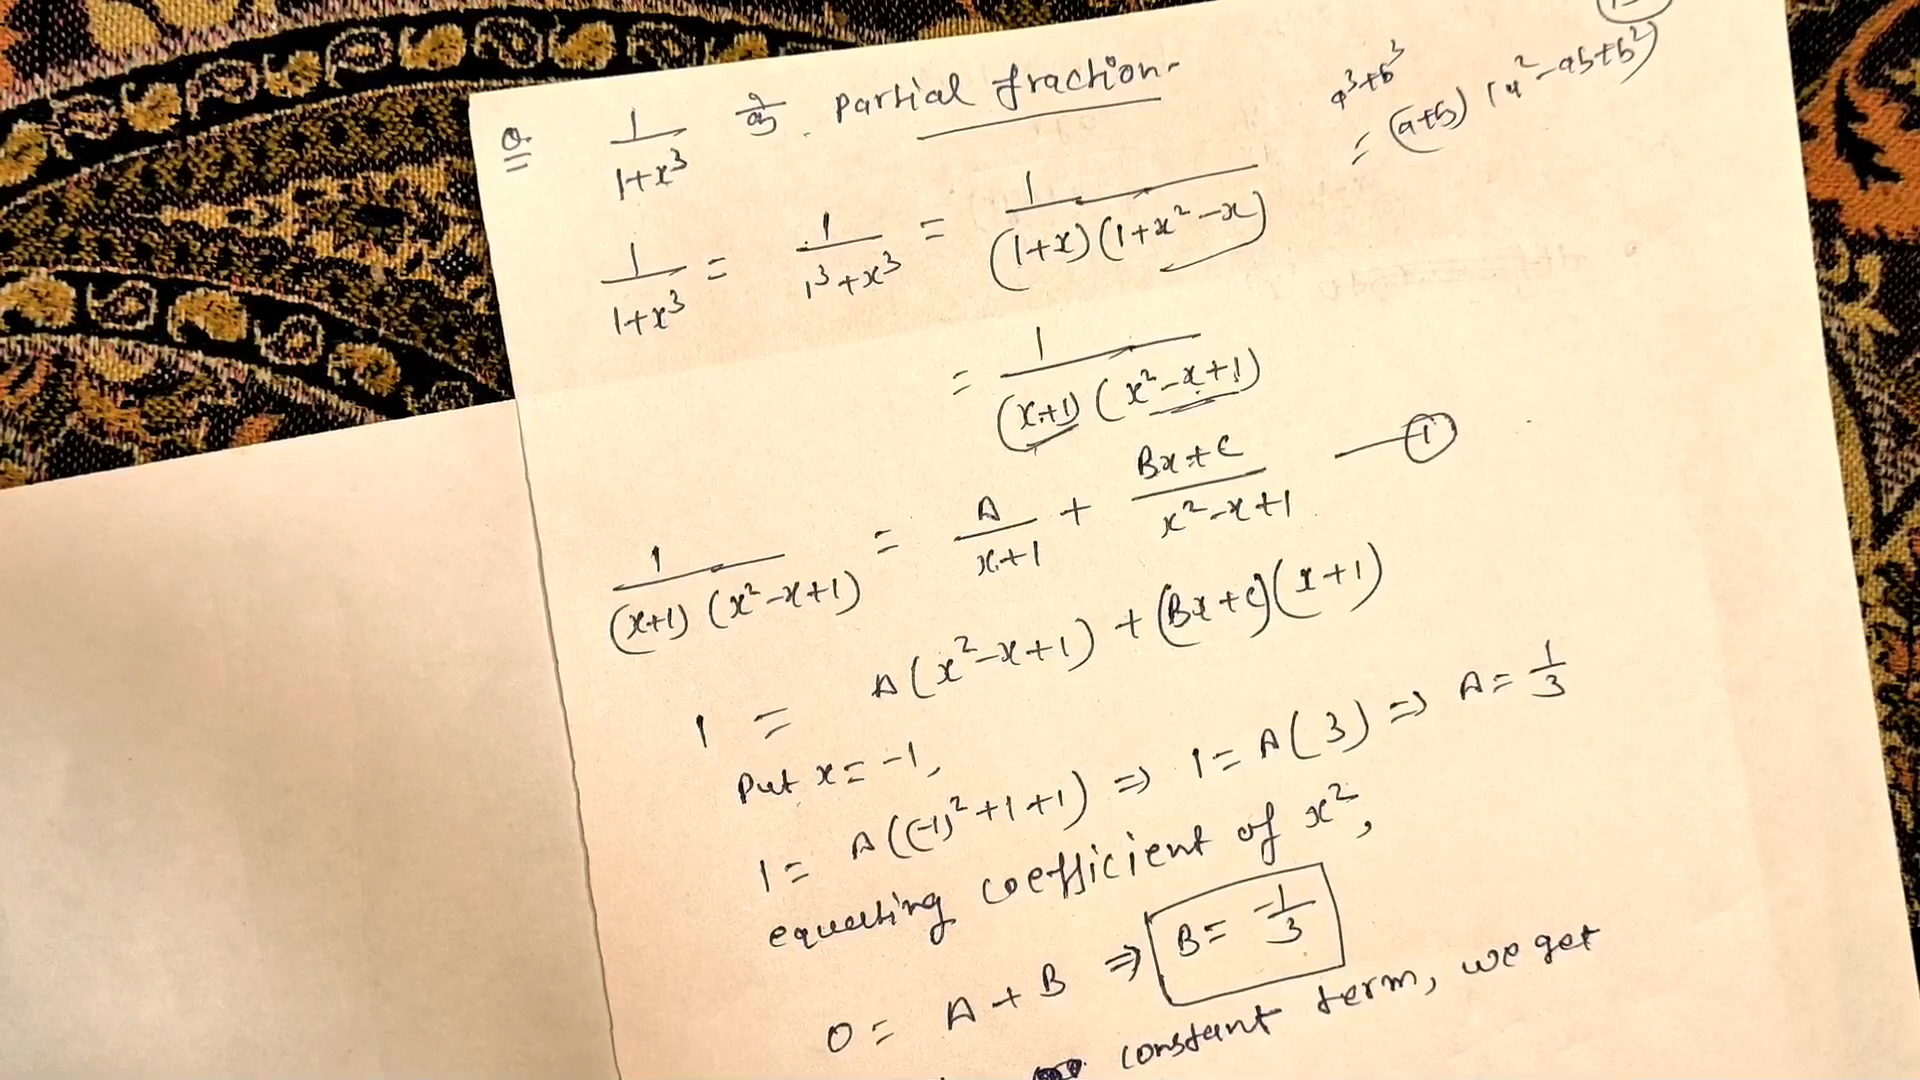 Q. 1/(1+x³) के partial fraction-
a³+b³
= (a+b) (a²-ab+b²)
1/(1+x³) = 1/(1³+x³) = 1/((1+x)(1+x²-x))
= 1/((x+1)(x²-x+1))
1/((x+1)(x²-x+1)) = A/(x+1) + (Bx+C)/(x²-x+1) — ①
1 = A(x²-x+1) + (Bx+c)(x+1)
Put x = -1,
1 = A((-1)²+1+1) ⇒ 1 = A(3) ⇒ A = 1/3
equating coefficient of x²,
0 = A + B ⇒ B = -1/3
constant term, we get